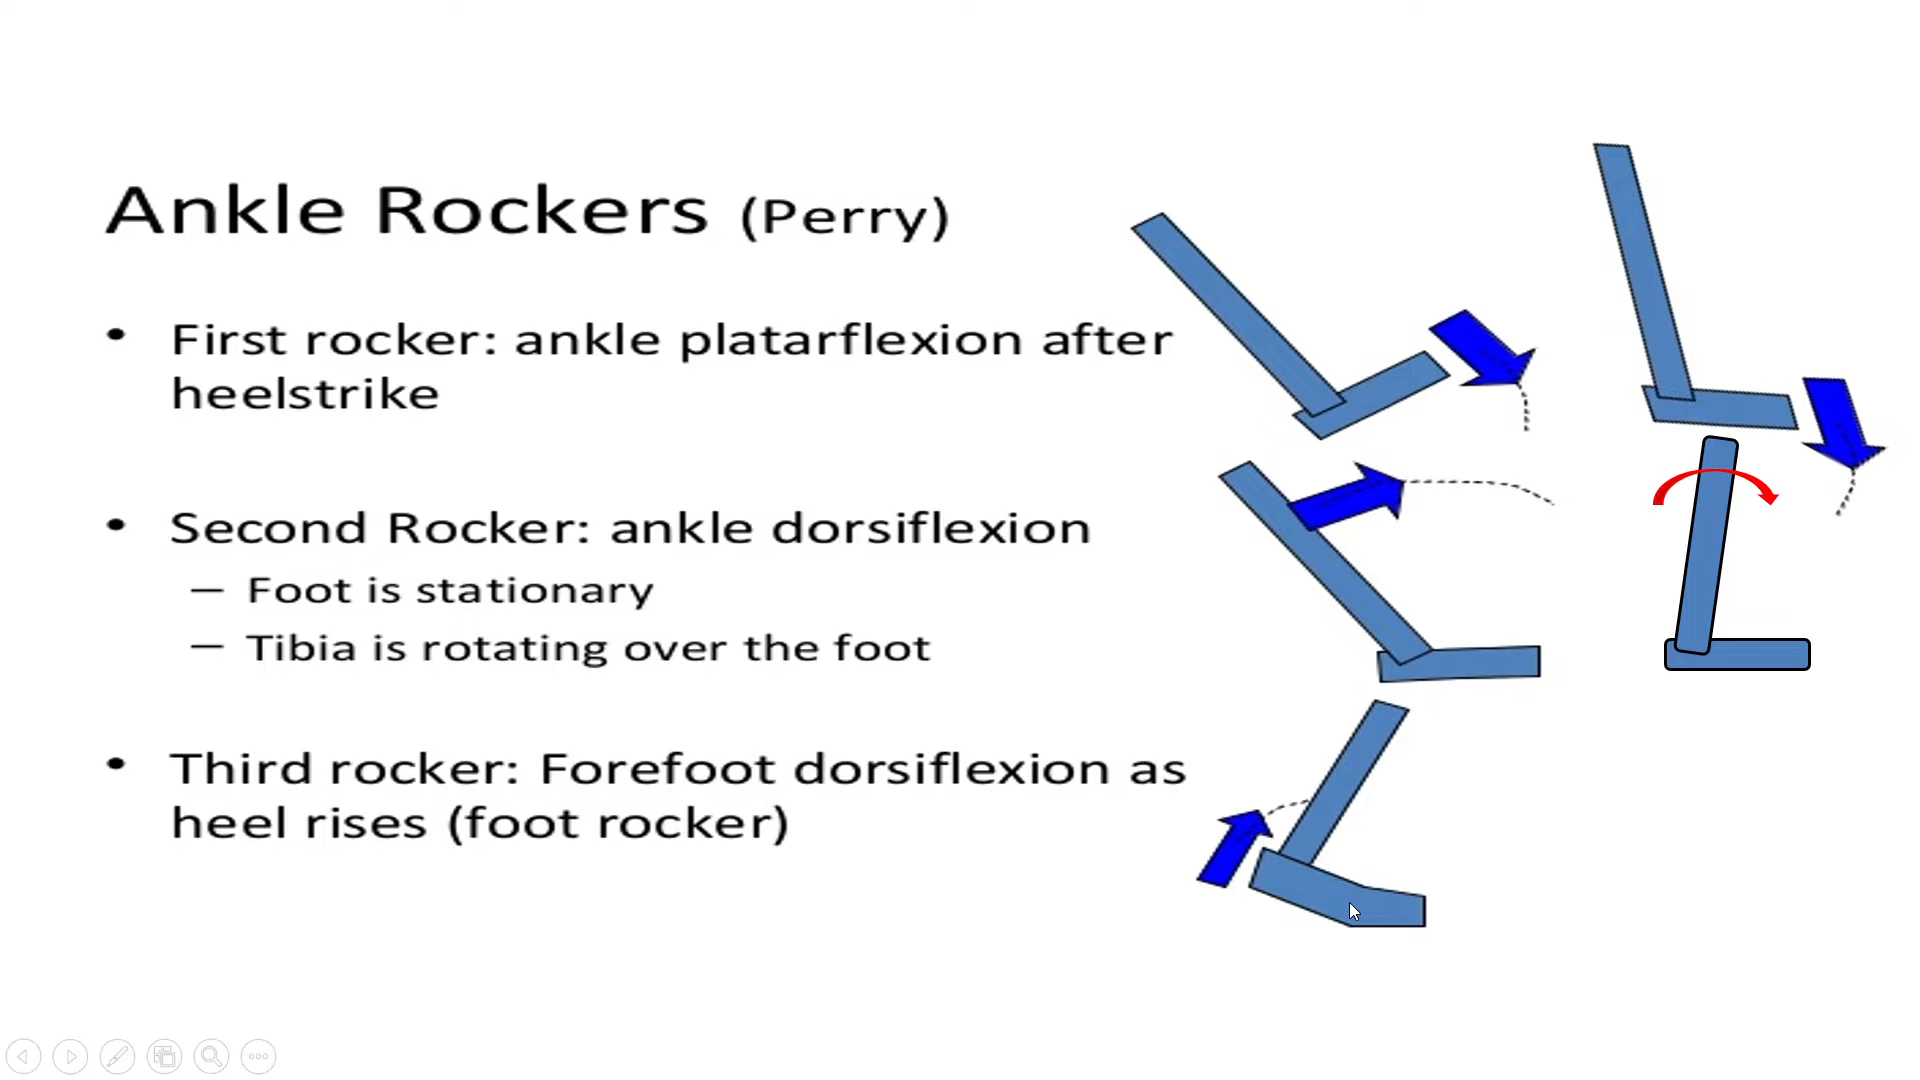 Ankle Rockers (Perry)
• First rocker: ankle platarflexion after
heelstrike
• Second Rocker: ankle dorsiflexion
– Foot is stationary
– Tibia is rotating over the foot
• Third rocker: Forefoot dorsiflexion as
heel rises (foot rocker)